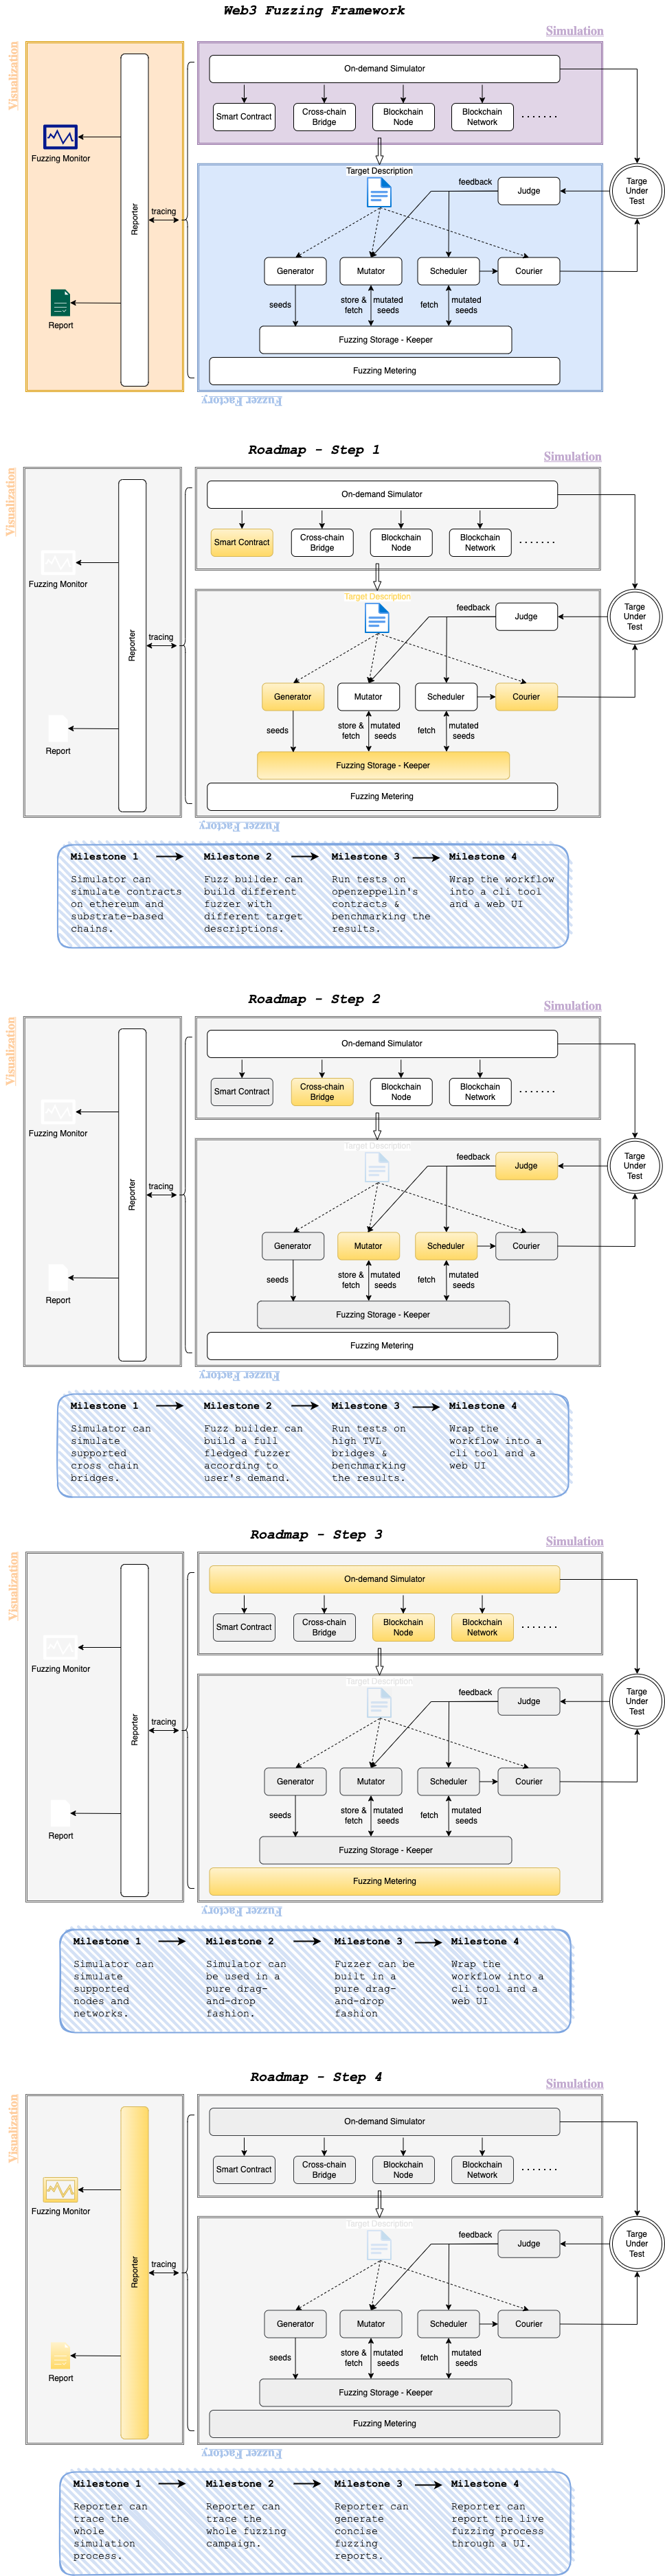 Web3 Fuzzing Framework
Simulation
Visualization
On-demand Simulator
Smart Contract
Cross-chain
Bridge
Blockchain
Node
Blockchain
Network
.......
Fuzzing Monitor
Reporter
tracing
Target Description
feedback
Judge
Targe
Under
Test
Generator
Mutator
Scheduler
Courier
seeds
store &
fetch
mutated
seeds
fetch
mutated
seeds
Report
Fuzzing Storage - Keeper
Fuzzing Metering
Fuzzer Factory
Roadmap - Step 1
Simulation
Visualization
On-demand Simulator
Smart Contract
Cross-chain
Bridge
Blockchain
Node
Blockchain
Network
.......
Fuzzing Monitor
Reporter
tracing
Target Description
feedback
Judge
Targe
Under
Test
Generator
Mutator
Scheduler
Courier
seeds
store &
fetch
mutated
seeds
fetch
mutated
seeds
Report
Fuzzing Storage - Keeper
Fuzzing Metering
Fuzzer Factory
Milestone 1
Simulator can
simulate contracts
on ethereum and
substrate-based
chains.
Milestone 2
Fuzz builder can
build different
fuzzer with
different target
descriptions.
Milestone 3
Run tests on
openzeppelin's
contracts &
benchmarking the
results.
Milestone 4
Wrap the workflow
into a cli tool
and a web UI
Roadmap - Step 2
Simulation
Visualization
On-demand Simulator
Smart Contract
Cross-chain
Bridge
Blockchain
Node
Blockchain
Network
.......
Fuzzing Monitor
Reporter
tracing
Target Description
feedback
Judge
Targe
Under
Test
Generator
Mutator
Scheduler
Courier
seeds
store &
fetch
mutated
seeds
fetch
mutated
seeds
Report
Fuzzing Storage - Keeper
Fuzzing Metering
Fuzzer Factory
Milestone 1
Simulator can
simulate
supported
cross chain
bridges.
Milestone 2
Fuzz builder can
build a full
fledged fuzzer
according to
user's demand.
Milestone 3
Run tests on
high TVL
bridges &
benchmarking
the results.
Milestone 4
Wrap the
workflow into a
cli tool and a
web UI
Roadmap - Step 3
Simulation
Visualization
On-demand Simulator
Smart Contract
Cross-chain
Bridge
Blockchain
Node
Blockchain
Network
.......
Fuzzing Monitor
Reporter
tracing
Target Description
feedback
Judge
Targe
Under
Test
Generator
Mutator
Scheduler
Courier
seeds
store &
fetch
mutated
seeds
fetch
mutated
seeds
Report
Fuzzing Storage - Keeper
Fuzzing Metering
Fuzzer Factory
Milestone 1
Simulator can
simulate
supported
nodes and
networks.
Milestone 2
Simulator can
be used in a
pure drag-
and-drop
fashion.
Milestone 3
Fuzzer can be
built in a
pure drag-
and-drop
fashion
Milestone 4
Wrap the
workflow into a
cli tool and a
web UI
Roadmap - Step 4
Simulation
Visualization
On-demand Simulator
Smart Contract
Cross-chain
Bridge
Blockchain
Node
Blockchain
Network
.......
Fuzzing Monitor
Reporter
tracing
Target Description
feedback
Judge
Targe
Under
Test
Generator
Mutator
Scheduler
Courier
seeds
store &
fetch
mutated
seeds
fetch
mutated
seeds
Report
Fuzzing Storage - Keeper
Fuzzing Metering
Fuzzer Factory
Milestone 1
Reporter can
trace the
whole
simulation
process.
Milestone 2
Reporter can
trace the
whole fuzzing
campaign.
Milestone 3
Reporter can
generate
concise
fuzzing
reports.
Milestone 4
Reporter can
report the live
fuzzing process
through a UI.